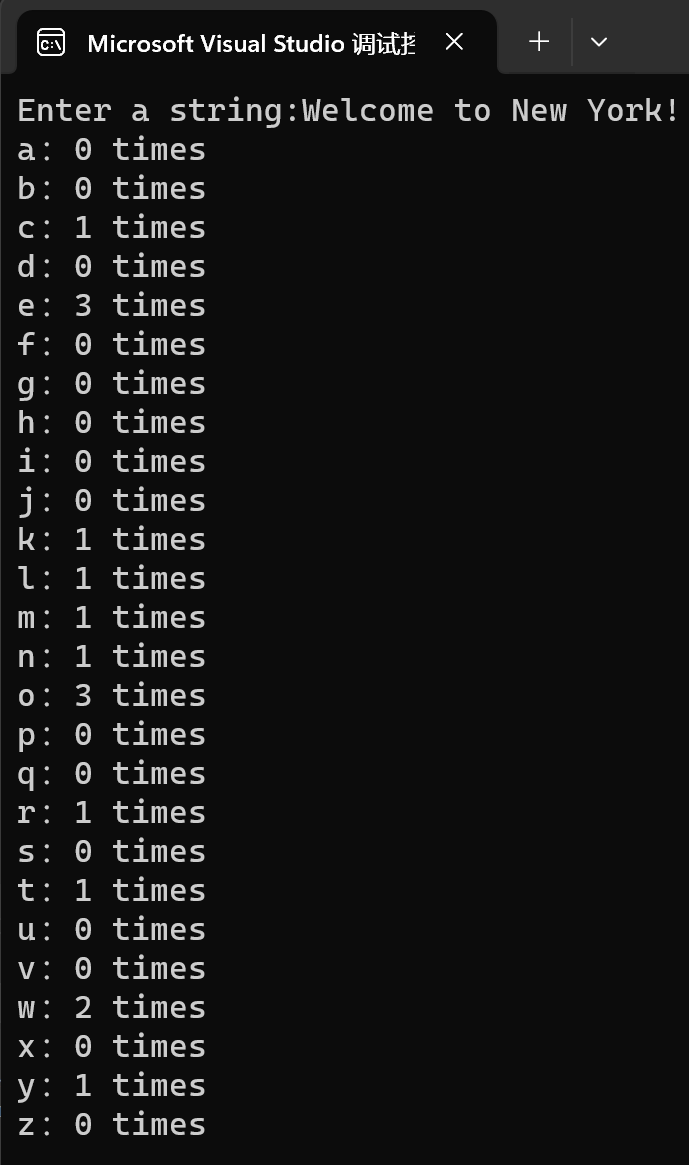 Microsoft Visual Studio 调试
Enter a string:Welcome to New York!
a: 0 times
b: 0 times
c: 1 times
d: 0 times
e: 3 times
f: 0 times
g: 0 times
h: 0 times
i: 0 times
j: 0 times
k: 1 times
l: 1 times
m: 1 times
n: 1 times
o: 3 times
p: 0 times
q: 0 times
r: 1 times
s: 0 times
t: 1 times
u: 0 times
v: 0 times
w: 2 times
x: 0 times
y: 1 times
z: 0 times